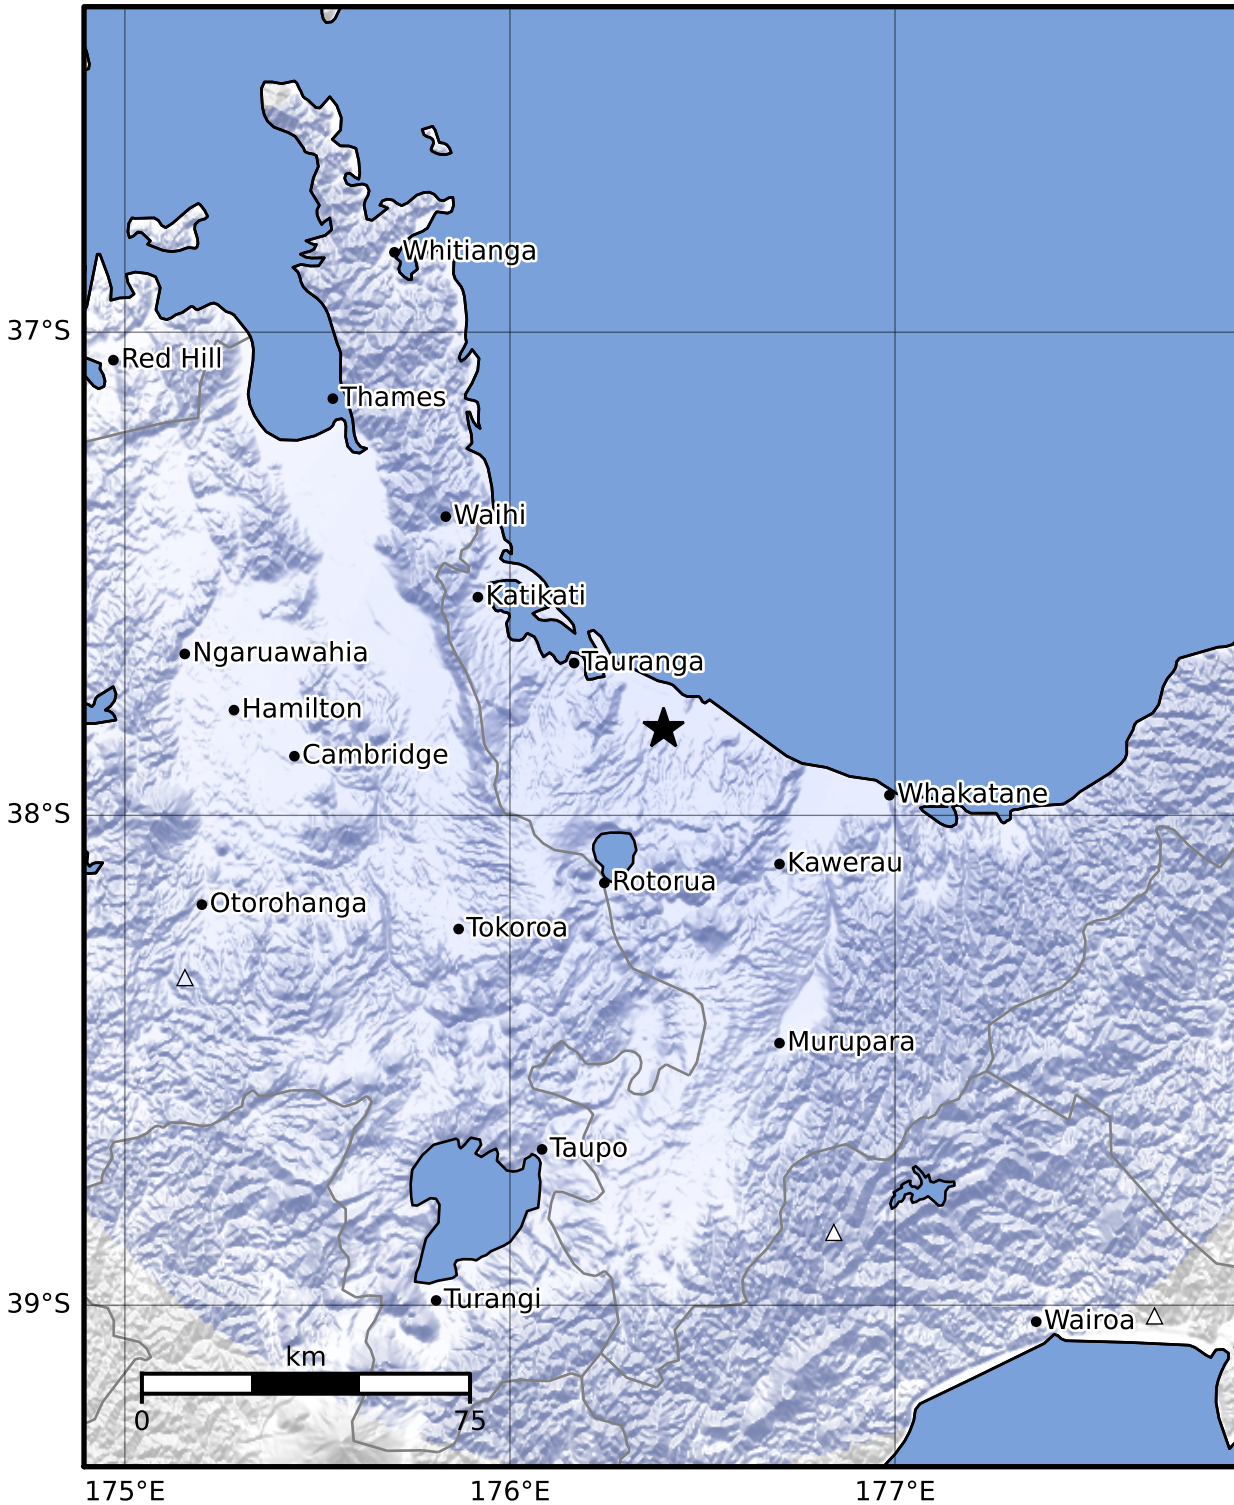 Whitianga
37°S
Red Hill
Thames
Waihi
Katikati
Ngaruawahia
Tauranga
Hamilton
Cambridge
Whakatane
38°S
Kawerau
Rotorua
Otorohanga
Tokoroa
Murupara
Taupo
Turangi
39°S
Wairoa
km
0
75
175°E
176°E
177°E